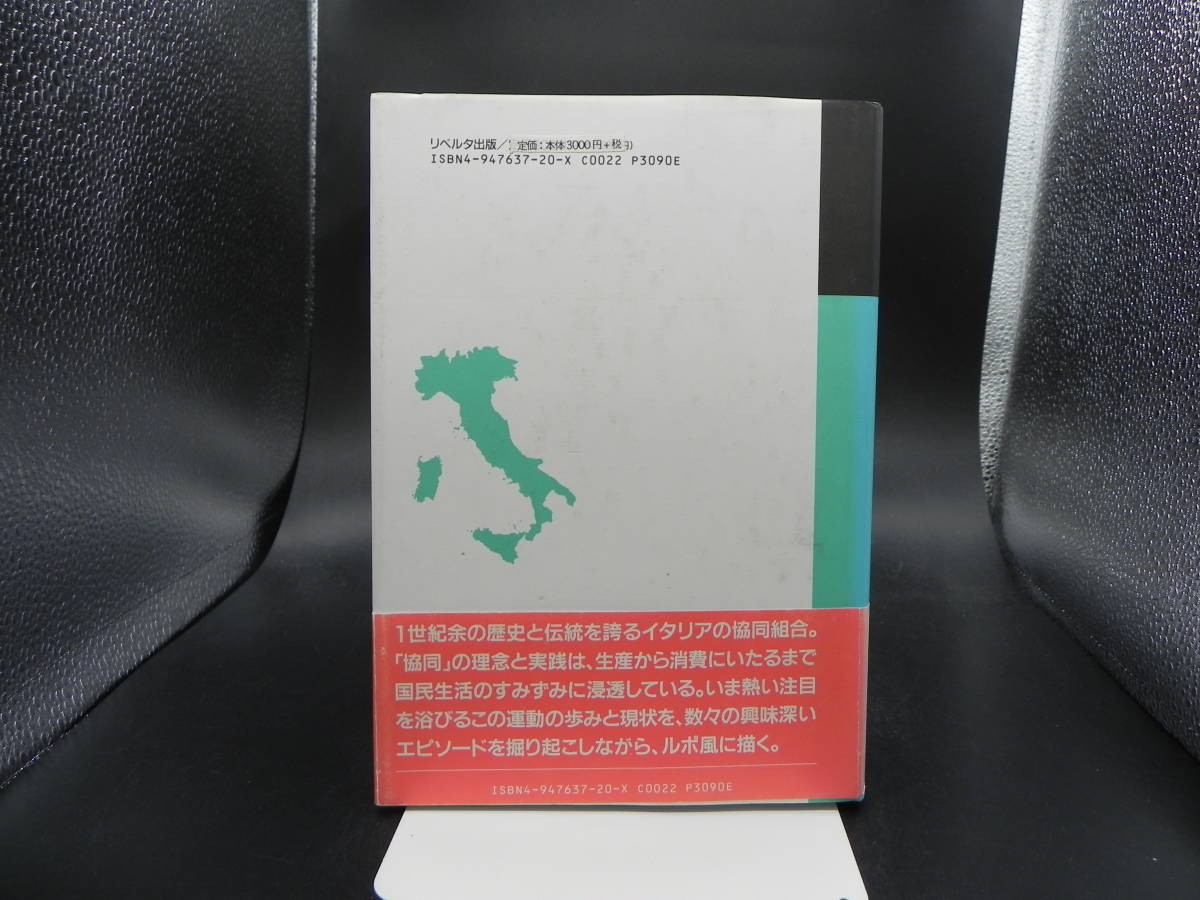 リベルタ出版/定価:本体3000円+税
ISBN4-947637-20-X C0022 P3090E
1世紀余の歴史と伝統を誇るイタリアの協同組合。
「協同」の理念と実践は、生産から消費にいたるまで
国民生活のすみずみに浸透している。いま熱い注目
を浴びるこの運動の歩みと現状を、数々の興味深い
エピソードを掘り起こしながら、ルポ風に描く。
ISBN4-947637-20-X C0022 P3090E